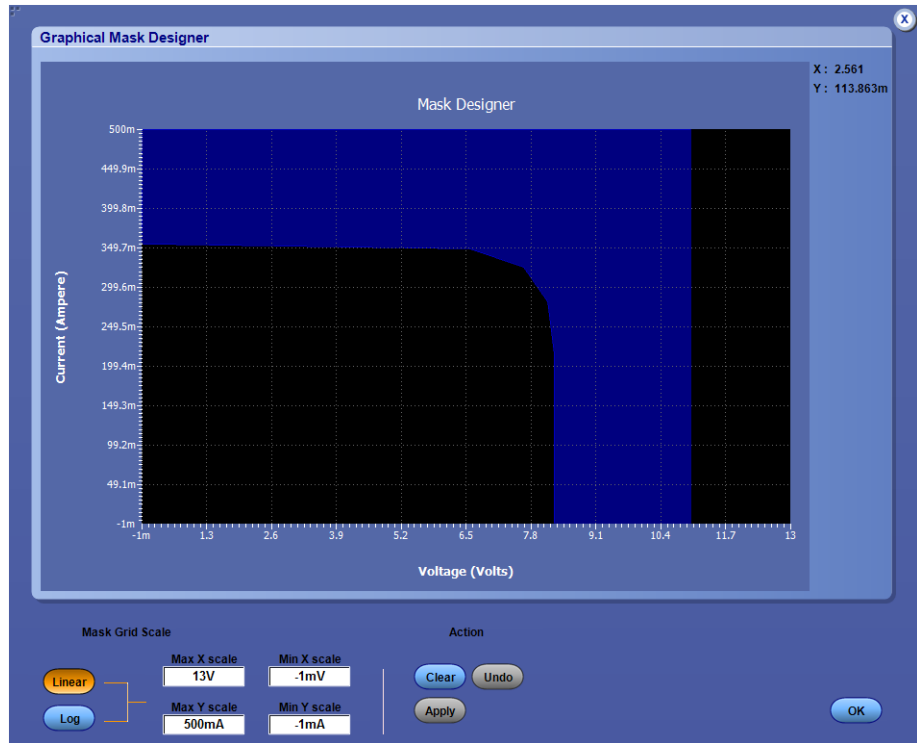 X
Graphical Mask Designer
X : 2.561
Y : 113.863m
Mask Designer
500m
449.9m
399.8m
349.7m
299.6m
249.5m
199.4m
149.3m
99.2m
49.1m
-1m
Current (Ampere)
-1m 1.3 2.6 3.9 5.2 6.5 7.8 9.1 10.4 11.7 13
Voltage (Volts)
Mask Grid Scale
Action
Max X scale Min X scale
Linear 13V -1mV Clear Undo
Max Y scale Min Y scale
Log 500mA -1mA Apply OK